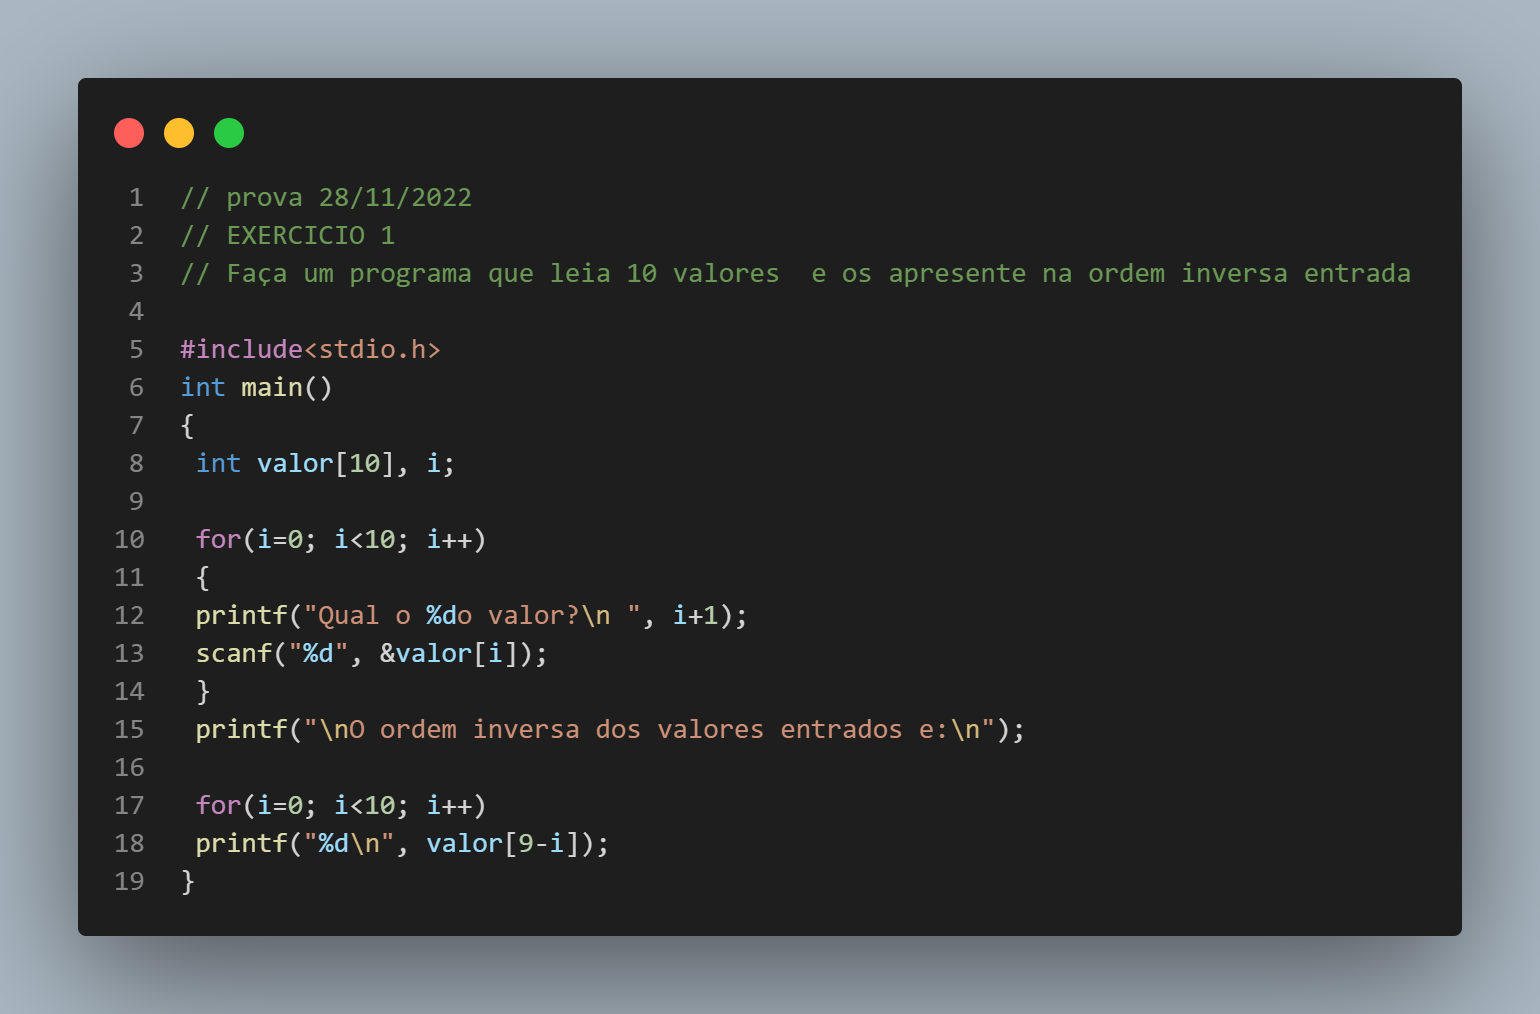 1 // prova 28/11/2022
2 // EXERCICIO 1
3 // Faça um programa que leia 10 valores  e os apresente na ordem inversa entrada
4
5 #include<stdio.h>
6 int main()
7 {
8  int valor[10], i;
9
10  for(i=0; i<10; i++)
11  {
12  printf("Qual o %do valor?\n ", i+1);
13  scanf("%d", &valor[i]);
14  }
15  printf("\nO ordem inversa dos valores entrados e:\n");
16
17  for(i=0; i<10; i++)
18  printf("%d\n", valor[9-i]);
19 }